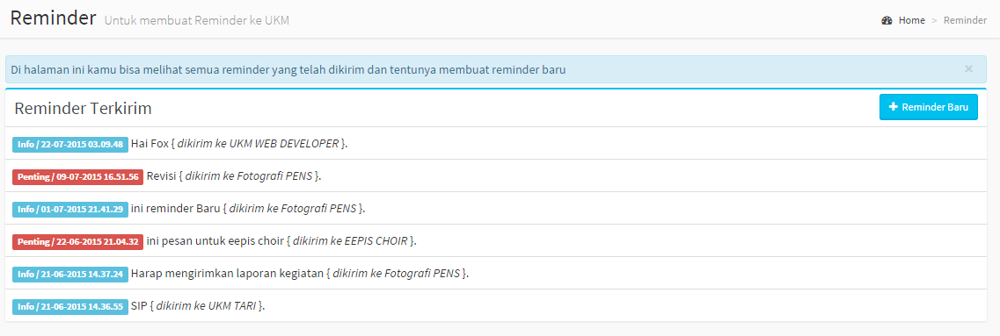 Reminder Untuk membuat Reminder ke UKM
Home > Reminder
Di halaman ini kamu bisa melihat semua reminder yang telah dikirim dan tentunya membuat reminder baru ×
Reminder Terkirim
+ Reminder Baru
Info / 22-07-2015 03.09.48 Hai Fox { dikirim ke UKM WEB DEVELOPER }.
Penting / 09-07-2015 16.51.56 Revisi { dikirim ke Fotografi PENS }.
Info / 01-07-2015 21.41.29 ini reminder Baru { dikirim ke Fotografi PENS }.
Penting / 22-06-2015 21.04.32 ini pesan untuk eepis choir { dikirim ke EEPIS CHOIR }.
Info / 21-06-2015 14.37.24 Harap mengirimkan laporan kegiatan { dikirim ke Fotografi PENS }.
Info / 21-06-2015 14.36.55 SIP { dikirim ke UKM TARI }.